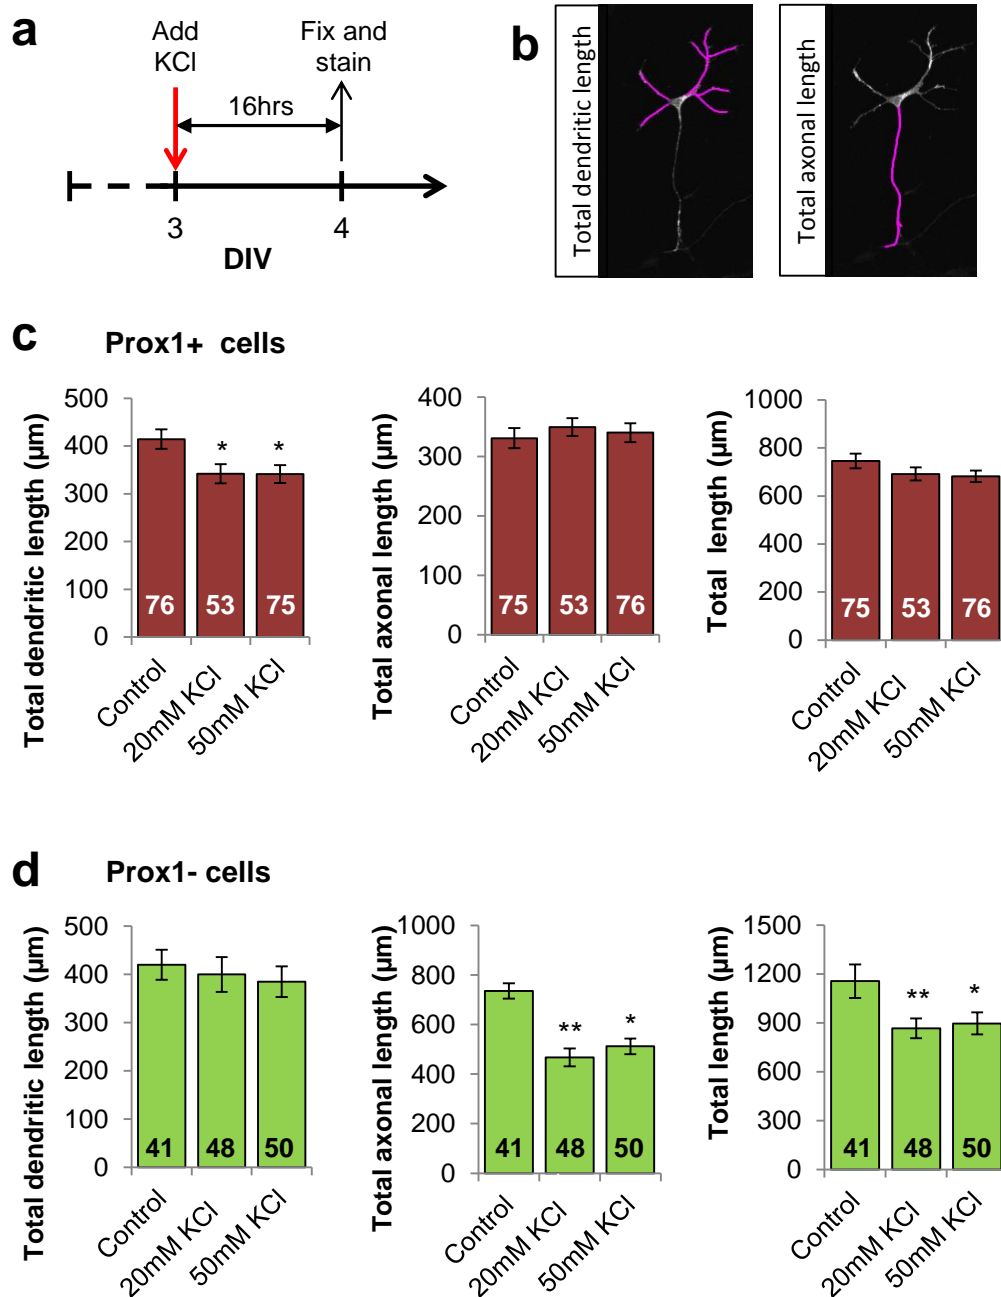 a
Add
KCl
Fix and
stain
16hrs
3
4
DIV
b
Total dendritic length
Total axonal length
c
Prox1+ cells
Total dendritic length (µm)
500
400
300
200
100
0
*
*
76
53
75
Control
20mM KCl
50mM KCl
Total axonal length (µm)
400
300
200
100
0
75
53
76
Control
20mM KCl
50mM KCl
Total length (µm)
1000
800
600
400
200
0
75
53
76
Control
20mM KCl
50mM KCl
d
Prox1- cells
Total dendritic length (µm)
500
400
300
200
100
0
41
48
50
Control
20mM KCl
50mM KCl
Total axonal length (µm)
1000
800
600
400
200
0
**
*
41
48
50
Control
20mM KCl
50mM KCl
Total length (µm)
1500
1200
900
600
300
0
**
*
41
48
50
Control
20mM KCl
50mM KCl